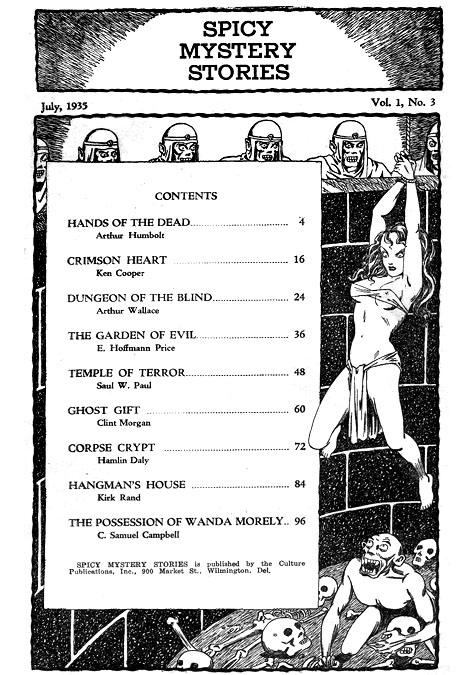 SPICY
MYSTERY
STORIES
July, 1935
Vol. 1, No. 3
CONTENTS
HANDS OF THE DEAD 4
Arthur Humbolt
CRIMSON HEART 16
Ken Cooper
DUNGEON OF THE BLIND 24
Arthur Wallace
THE GARDEN OF EVIL 36
E. Hoffmann Price
TEMPLE OF TERROR 48
Saul W. Paul
GHOST GIFT 60
Clint Morgan
CORPSE CRYPT 72
Hamlin Daly
HANGMAN'S HOUSE 84
Kirk Rand
THE POSSESSION OF WANDA MORELY.. 96
C. Samuel Campbell
SPICY MYSTERY STORIES is published by the Culture
Publications, Inc., 900 Market St., Wilmington, Del.